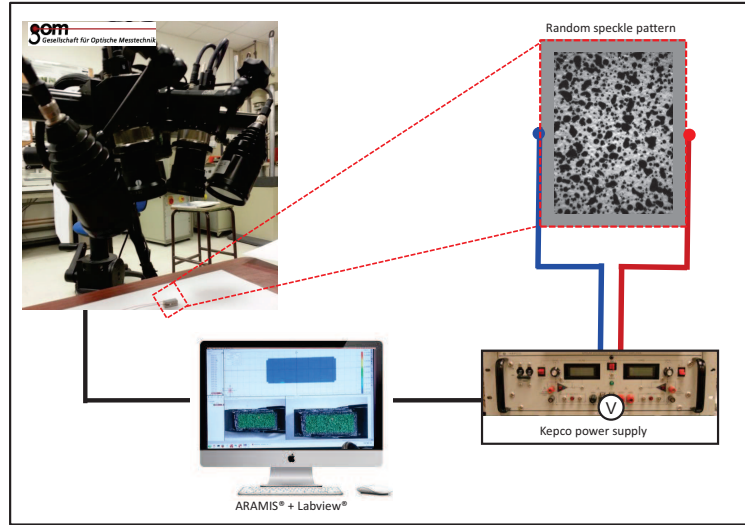 gom
Gesellschaft für Optische Messtechnik
Random speckle pattern
V
Kepco power supply
ARAMIS® + Labview®